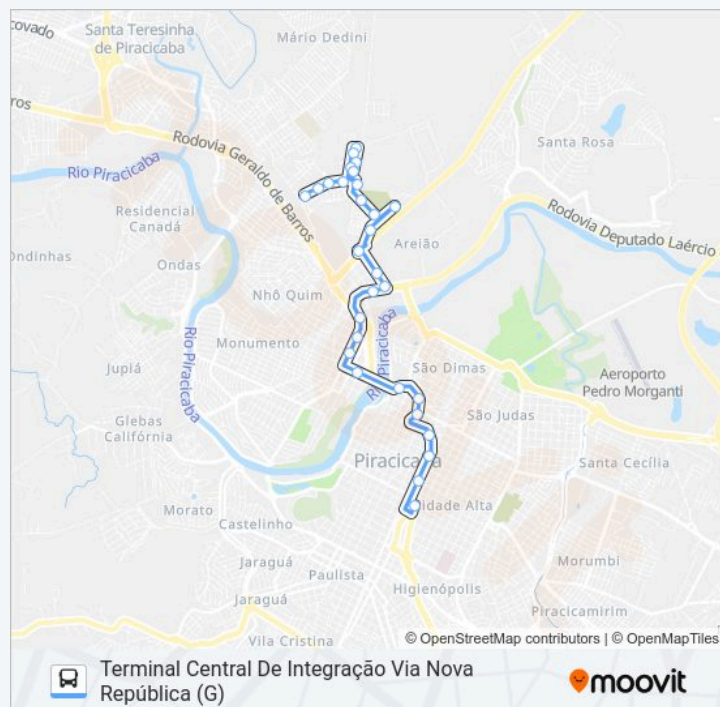 covado
Santa Teresinha
de Piracicaba
Mário Dedini
ros
Rodovia Geraldo de Barros
Santa Rosa
Rio Piracicaba
Residencial
Canadá
Rodovia Deputado Laércio
Areião
Ondinhas
Ondas
Nhô Quim
Rio Piracicaba
Rio Piracicaba
Monumento
São Dimas
Aeroporto
Pedro Morganti
Jupiá
São Judas
Glebas
Califórnia
Piracicaba
Santa Cecília
Cidade Alta
Morato
Castelinho
Jaraguá
Paulista
Higienópolis
Morumbi
Jaraguá
Piracicamirim
Vila Cristina
© OpenStreetMap contributors | © OpenMapTiles
Terminal Central De Integração Via Nova
República (G)
moovit